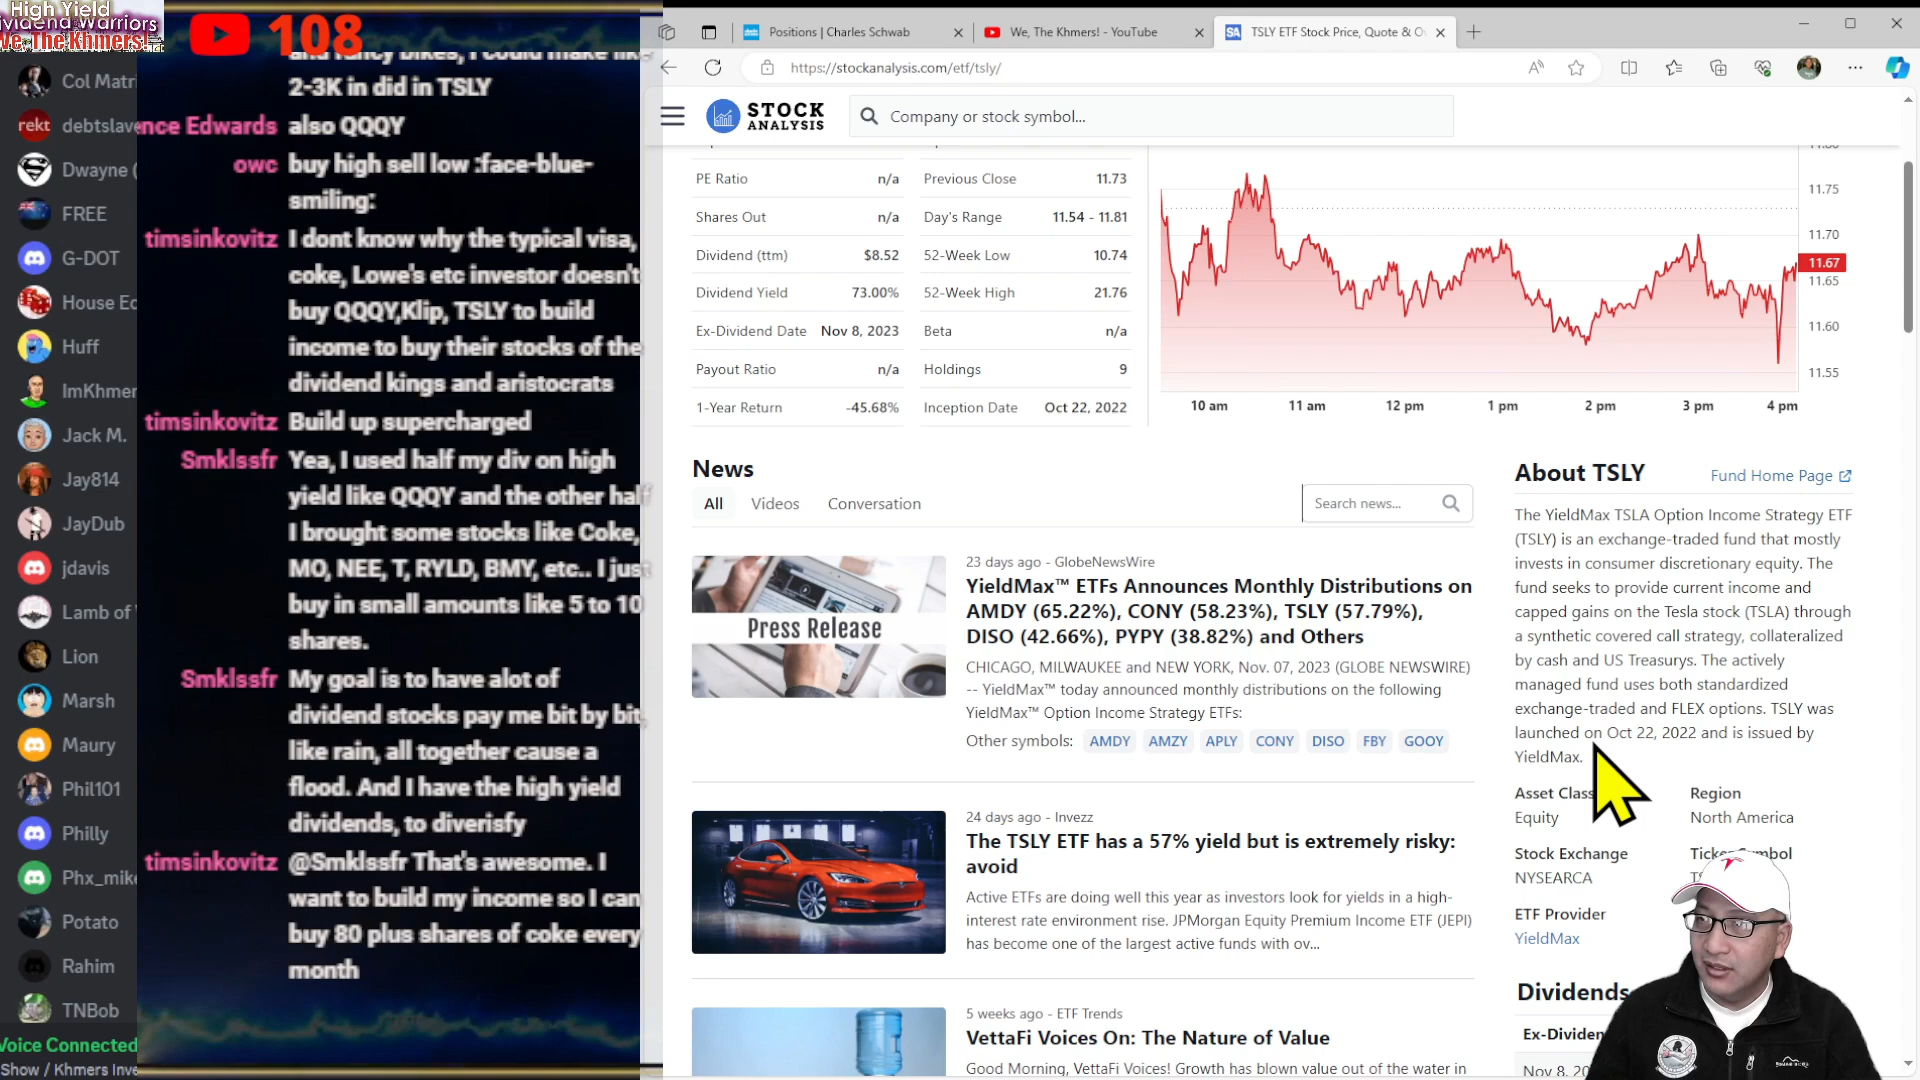 High Yield
Dividend Warriors
We, The Khmers!
108
Col Matri
debtslave
Dwayne (
FREE
G-DOT
House Ed
Huff
ImKhmer
Jack M.
Jay814
JayDub
jdavis
Lamb of
Lion
Marsh
Maury
Phil101
Philly
Phx_mike
Potato
Rahim
TNBob
Voice Connected
Show / Khmers Inve
rekt
and fancy bikes, I could make like
2-3K in did in TSLY
nce Edwards also QQQY
owc buy high sell low :face-blue-
smiling:
timsinkovitz I dont know why the typical visa,
coke, Lowe's etc investor doesn't
buy QQQY,Klip, TSLY to build
income to buy their stocks of the
dividend kings and aristocrats
timsinkovitz Build up supercharged
Smklssfr Yea, I used half my div on high
yield like QQQY and the other half
I brought some stocks like Coke,
MO, NEE, T, RYLD, BMY, etc.. I just
buy in small amounts like 5 to 10
shares.
Smklssfr My goal is to have alot of
dividend stocks pay me bit by bit,
like rain, all together cause a
flood. And I have the high yield
dividends, to diverisfy
timsinkovitz @Smklssfr That's awesome. I
want to build my income so I can
buy 80 plus shares of coke every
month
Positions | Charles Schwab
We, The Khmers! - YouTube
SA TSLY ETF Stock Price, Quote & Ov
https://stockanalysis.com/etf/tsly/
STOCK
ANALYSIS
Company or stock symbol...
PE Ratio n/a Previous Close 11.73
Shares Out n/a Day's Range 11.54 - 11.81
Dividend (ttm) $8.52 52-Week Low 10.74
Dividend Yield 73.00% 52-Week High 21.76
Ex-Dividend Date Nov 8, 2023 Beta n/a
Payout Ratio n/a Holdings 9
1-Year Return -45.68% Inception Date Oct 22, 2022
11.75
11.70
11.67
11.65
11.60
11.55
10 am 11 am 12 pm 1 pm 2 pm 3 pm 4 pm
News
All Videos Conversation
Search news...
23 days ago - GlobeNewsWire
YieldMax™ ETFs Announces Monthly Distributions on
AMDY (65.22%), CONY (58.23%), TSLY (57.79%),
DISO (42.66%), PYPY (38.82%) and Others
Press Release
CHICAGO, MILWAUKEE and NEW YORK, Nov. 07, 2023 (GLOBE NEWSWIRE)
-- YieldMax™ today announced monthly distributions on the following
YieldMax™ Option Income Strategy ETFs:
Other symbols: AMDY AMZY APLY CONY DISO FBY GOOY
24 days ago - Invezz
The TSLY ETF has a 57% yield but is extremely risky:
avoid
Active ETFs are doing well this year as investors look for yields in a high-
interest rate environment rise. JPMorgan Equity Premium Income ETF (JEPI)
has become one of the largest active funds with ov...
5 weeks ago - ETF Trends
VettaFi Voices On: The Nature of Value
Good Morning, VettaFi Voices! Growth has blown value out of the water in
About TSLY
Fund Home Page
The YieldMax TSLA Option Income Strategy ETF
(TSLY) is an exchange-traded fund that mostly
invests in consumer discretionary equity. The
fund seeks to provide current income and
capped gains on the Tesla stock (TSLA) through
a synthetic covered call strategy, collateralized
by cash and US Treasurys. The actively
managed fund uses both standardized
exchange-traded and FLEX options. TSLY was
launched on Oct 22, 2022 and is issued by
YieldMax.
Asset Class Region
Equity North America
Stock Exchange Ticker Symbol
NYSEARCA TS
ETF Provider
YieldMax
Dividends
Ex-Dividen
Nov 8, 20